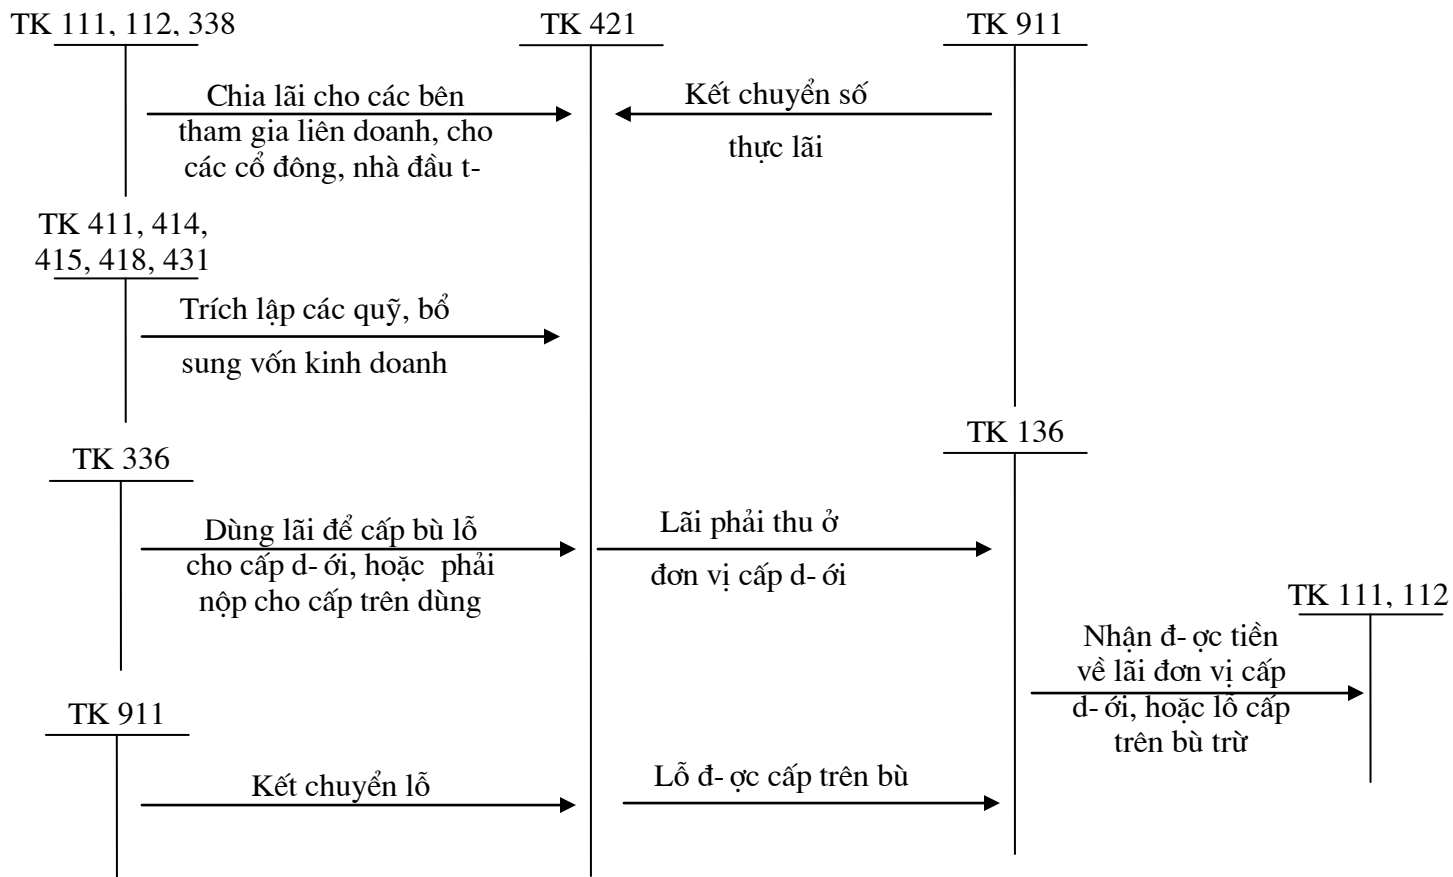 TK 111, 112, 338
TK 421
TK 911
Chia lãi cho các bên
tham gia liên doanh, cho
các cổ đông, nhà đầu t-
Kết chuyển số
thực lãi
TK 411, 414,
415, 418, 431
Trích lập các quỹ, bổ
sung vốn kinh doanh
TK 136
TK 336
Dùng lãi để cấp bù lỗ
cho cấp d- ới, hoặc phải
nộp cho cấp trên dùng
Lãi phải thu ở
đơn vị cấp d- ới
TK 111, 112
Nhận đ- ợc tiền
về lãi đơn vị cấp
d- ới, hoặc lỗ cấp
trên bù trừ
TK 911
Kết chuyển lỗ
Lỗ đ- ợc cấp trên bù